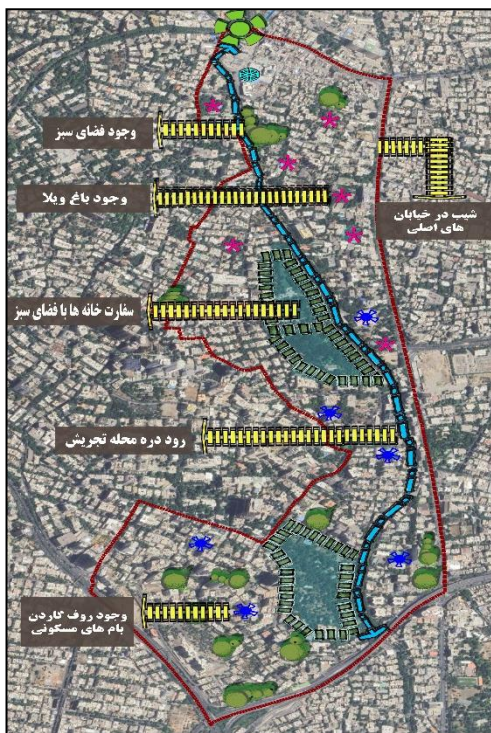 وجود فضای سبز
وجود باغ ویلا
شیب در خیابان
های اصلی
سفارت خانه ها با فضای سبز
رود دره محله تجریش
وجود روف گاردن
بام های مسکونی